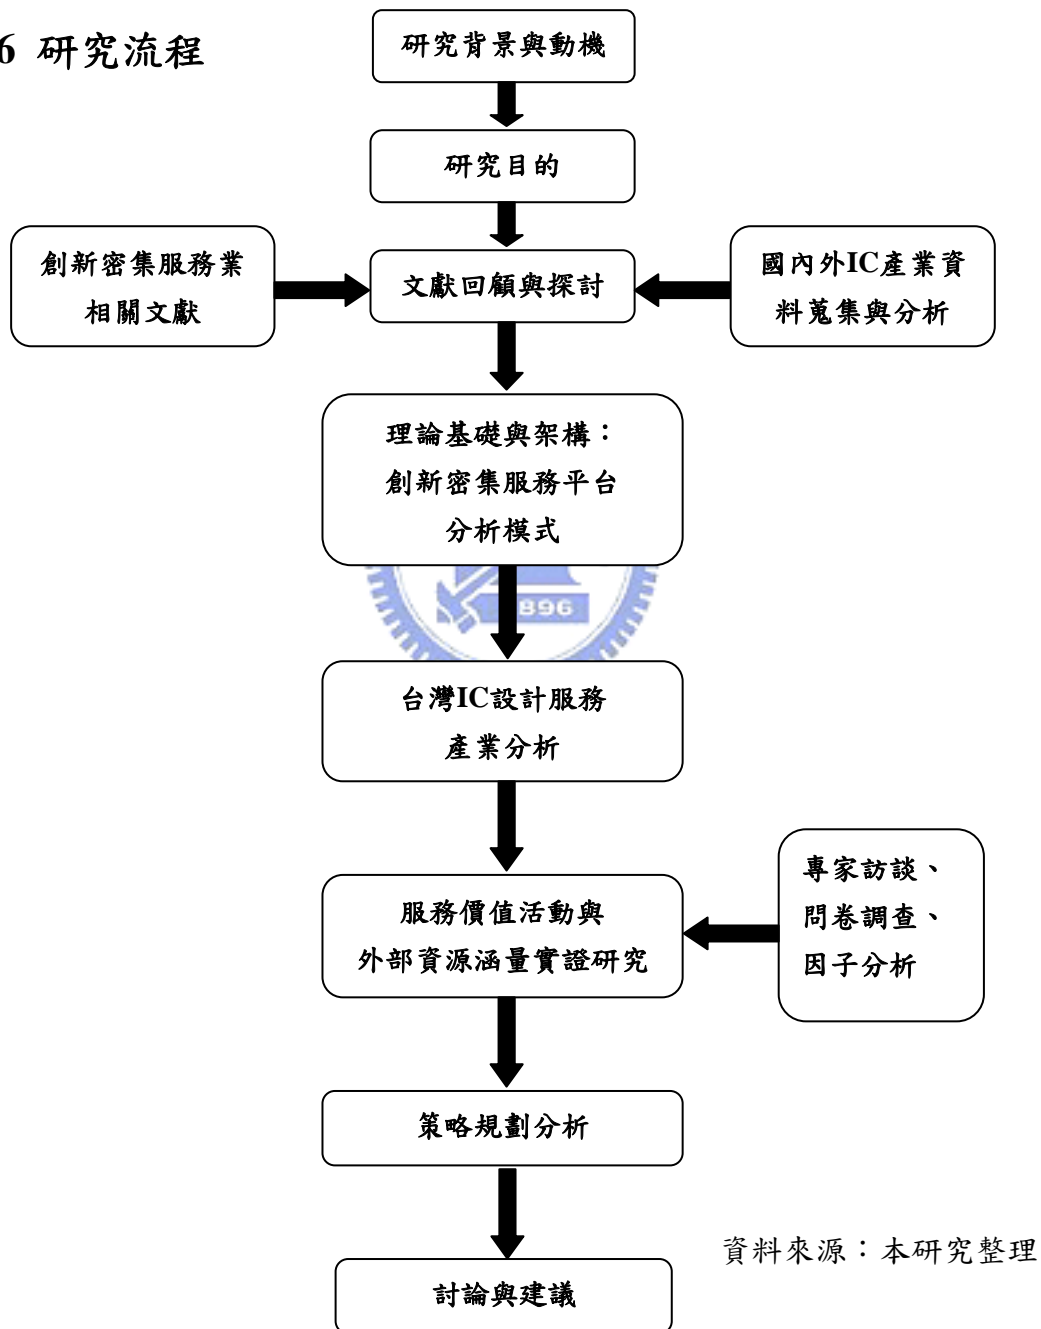 6 研究流程
研究背景與動機
研究目的
創新密集服務業
相關文獻
文獻回顧與探討
國內外IC產業資
料蒐集與分析
理論基礎與架構：
創新密集服務平台
分析模式
896
台灣IC設計服務
產業分析
服務價值活動與
外部資源涵量實證研究
專家訪談、
問卷調查、
因子分析
策略規劃分析
討論與建議
資料來源：本研究整理